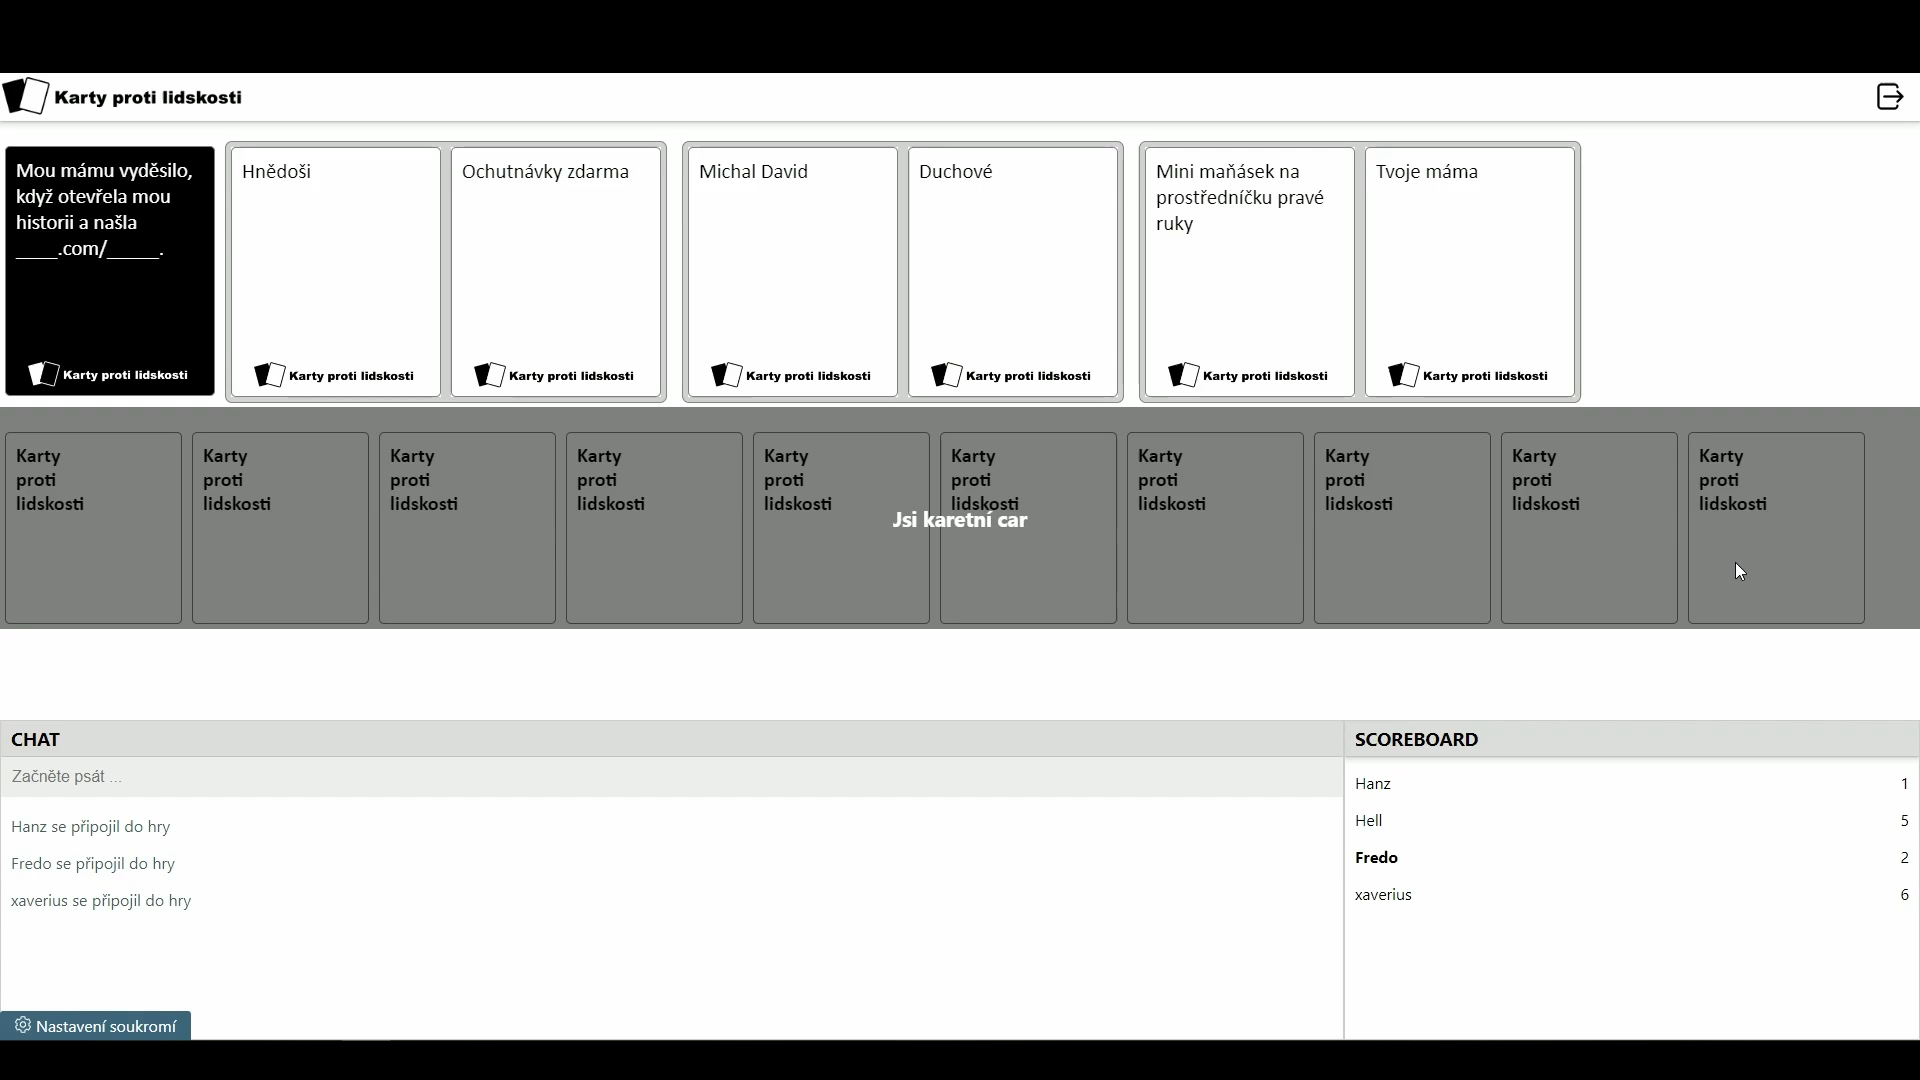 Karty proti lidskosti
Mou mámu vyděsilo,
když otevřela mou
historii a našla
____.com/_____.
Karty proti lidskosti
Hnědoši
Karty proti lidskosti
Ochutnávky zdarma
Karty proti lidskosti
Michal David
Karty proti lidskosti
Duchové
Karty proti lidskosti
Mini maňásek na
prostředníčku pravé
ruky
Karty proti lidskosti
Tvoje máma
Karty proti lidskosti
Karty
proti
lidskosti
Karty
proti
lidskosti
Karty
proti
lidskosti
Karty
proti
lidskosti
Karty
proti
lidskosti
Karty
proti
lidskosti
Karty
proti
lidskosti
Karty
proti
lidskosti
Karty
proti
lidskosti
Karty
proti
lidskosti
Jsi karetní car
CHAT
Začněte psát ...
Hanz se připojil do hry
Fredo se připojil do hry
xaverius se připojil do hry
Nastavení soukromí
SCOREBOARD
Hanz 1
Hell 5
Fredo 2
xaverius 6